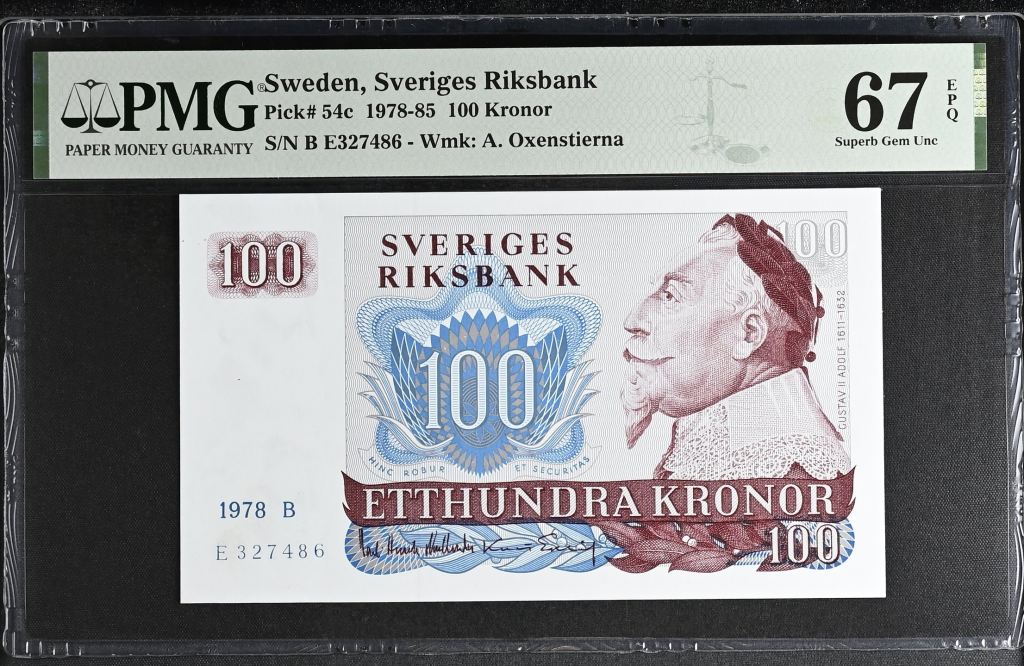 PMG®
PAPER MONEY GUARANTY
Sweden, Sveriges Riksbank
Pick# 54c 1978-85 100 Kronor
S/N B E327486 - Wmk: A. Oxenstierna
67
EPQ
Superb Gem Unc
100
SVERIGES
RIKSBANK
100
100
GUSTAV II ADOLF 1611-1632
HINC ROBUR ET SECURITAS
ETTHUNDRA KRONOR
1978 B
E 327486
100